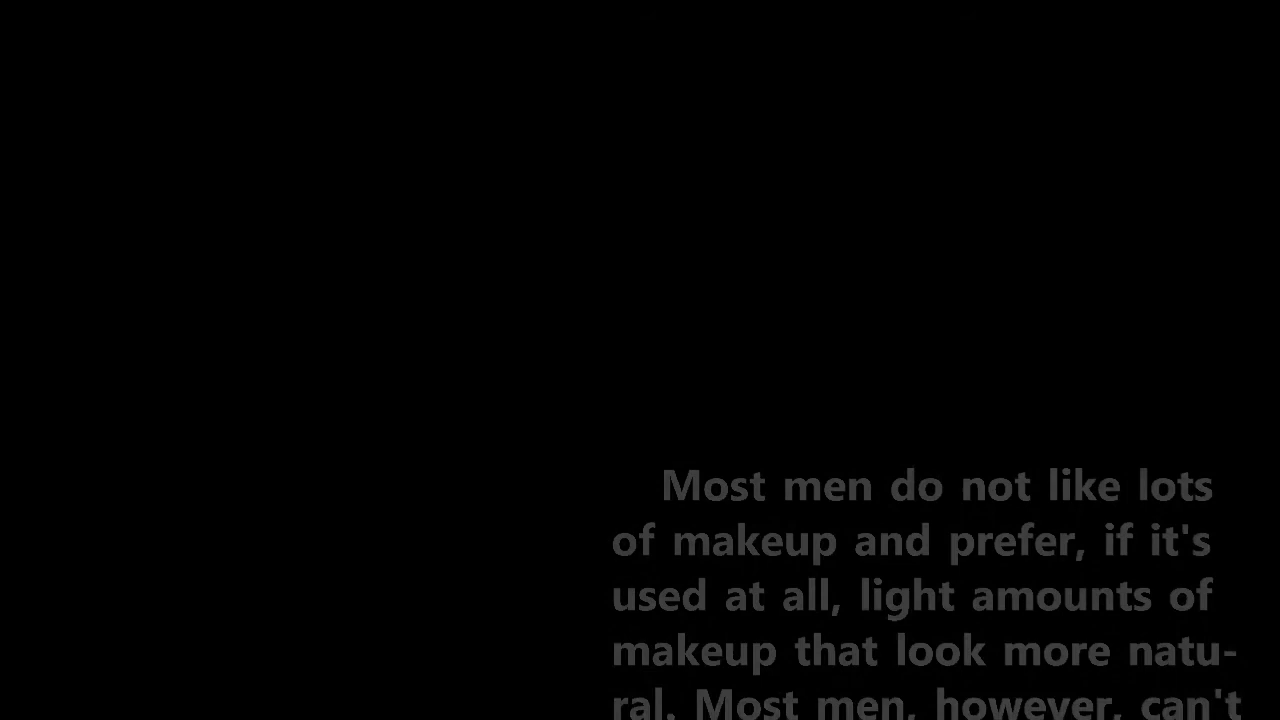 Most men do not like lots
of makeup and prefer, if it's
used at all, light amounts of
makeup that look more natu-
ral. Most men, however, can't